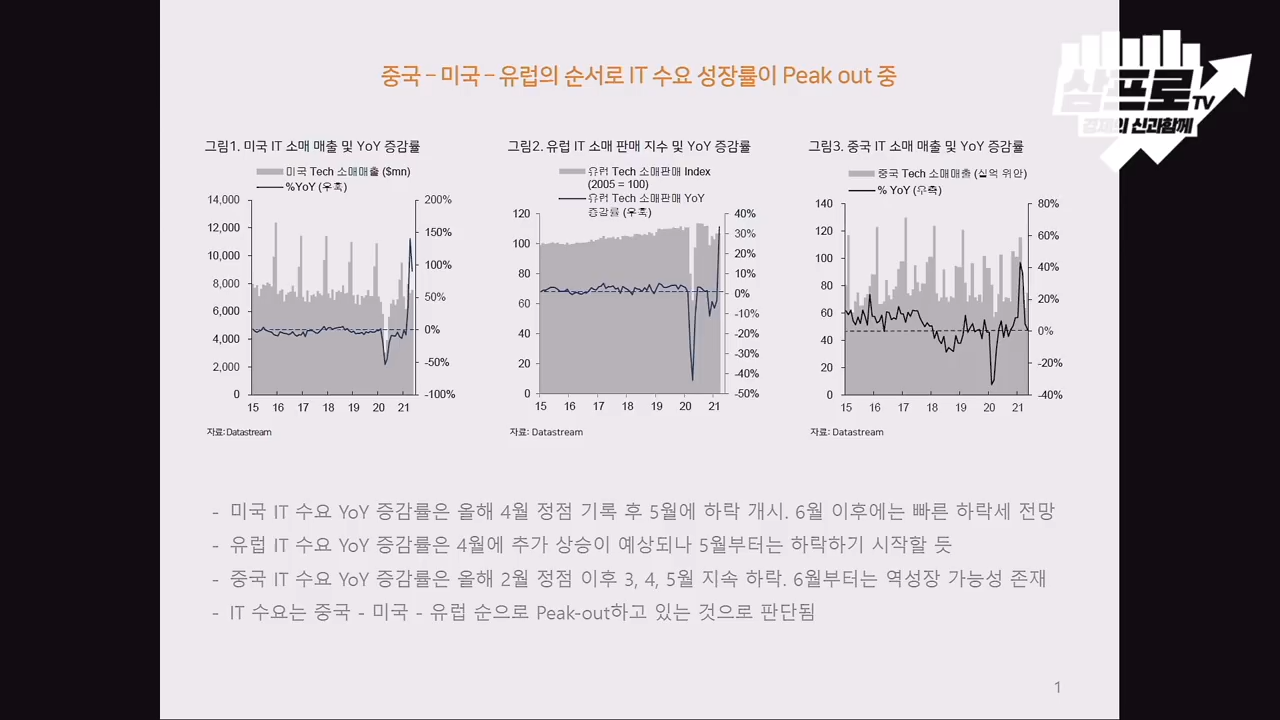 중국 – 미국 – 유럽의 순서로 IT 수요 성장률이 Peak out 중
삼프로TV
경제의 신과함께
그림1. 미국 IT 소매 매출 및 YoY 증감률
미국 Tech 소매매출 ($mn)
%YoY (우측)
14,000
12,000
10,000
8,000
6,000
4,000
2,000
0
200%
150%
100%
50%
0%
-50%
-100%
15 16 17 18 19 20 21
자료: Datastream
그림2. 유럽 IT 소매 판매 지수 및 YoY 증감률
유럽 Tech 소매판매 Index
(2005 = 100)
유럽 Tech 소매판매 YoY
증감률 (우측)
120
100
80
60
40
20
0
40%
30%
20%
10%
0%
-10%
-20%
-30%
-40%
-50%
15 16 17 18 19 20 21
자료: Datastream
그림3. 중국 IT 소매 매출 및 YoY 증감률
중국 Tech 소매매출 (십억 위안)
% YoY (우측)
140
120
100
80
60
40
20
0
80%
60%
40%
20%
0%
-20%
-40%
15 16 17 18 19 20 21
자료: Datastream
- 미국 IT 수요 YoY 증감률은 올해 4월 정점 기록 후 5월에 하락 개시. 6월 이후에는 빠른 하락세 전망
- 유럽 IT 수요 YoY 증감률은 4월에 추가 상승이 예상되나 5월부터는 하락하기 시작할 듯
- 중국 IT 수요 YoY 증감률은 올해 2월 정점 이후 3, 4, 5월 지속 하락. 6월부터는 역성장 가능성 존재
- IT 수요는 중국 - 미국 - 유럽 순으로 Peak-out하고 있는 것으로 판단됨
1